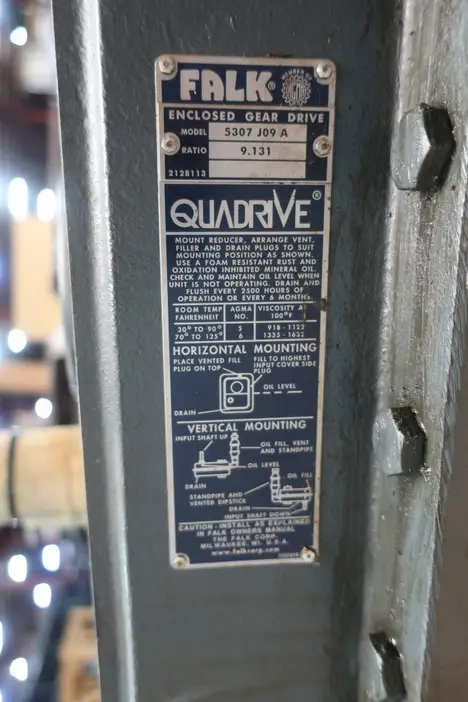 FALK®
MEMBER OF
AGMA
ENCLOSED GEAR DRIVE
MODEL 5307 J09 A
RATIO 9.131
2128113
QUADRIVE®
MOUNT REDUCER, ARRANGE VENT,
FILLER AND DRAIN PLUGS TO SUIT
MOUNTING POSITION AS SHOWN.
USE A FOAM RESISTANT RUST AND
OXIDATION INHIBITED MINERAL OIL.
CHECK AND MAINTAIN OIL LEVEL WHEN
UNIT IS NOT OPERATING. DRAIN AND
FLUSH EVERY 2500 HOURS OF
OPERATION OR EVERY 6 MONTHS.
ROOM TEMP FAHRENHEIT AGMA NO. VISCOSITY AT 100°F
30° TO 90° 5 918-1122
70° TO 125° 6 1335-1632
HORIZONTAL MOUNTING
PLACE VENTED FILL PLUG ON TOP
FILL TO HIGHEST INPUT COVER SIDE PLUG
OIL LEVEL
DRAIN
VERTICAL MOUNTING
INPUT SHAFT UP
OIL FILL, VENT AND STANDPIPE
OIL LEVEL
DRAIN
OIL FILL
STANDPIPE AND VENTED DIPSTICK
DRAIN
INPUT SHAFT DOWN
CAUTION - INSTALL AS EXPLAINED
IN FALK OWNERS MANUAL
THE FALK CORP.
MILWAUKEE, WI. U.S.A.
www.falkcorp.com